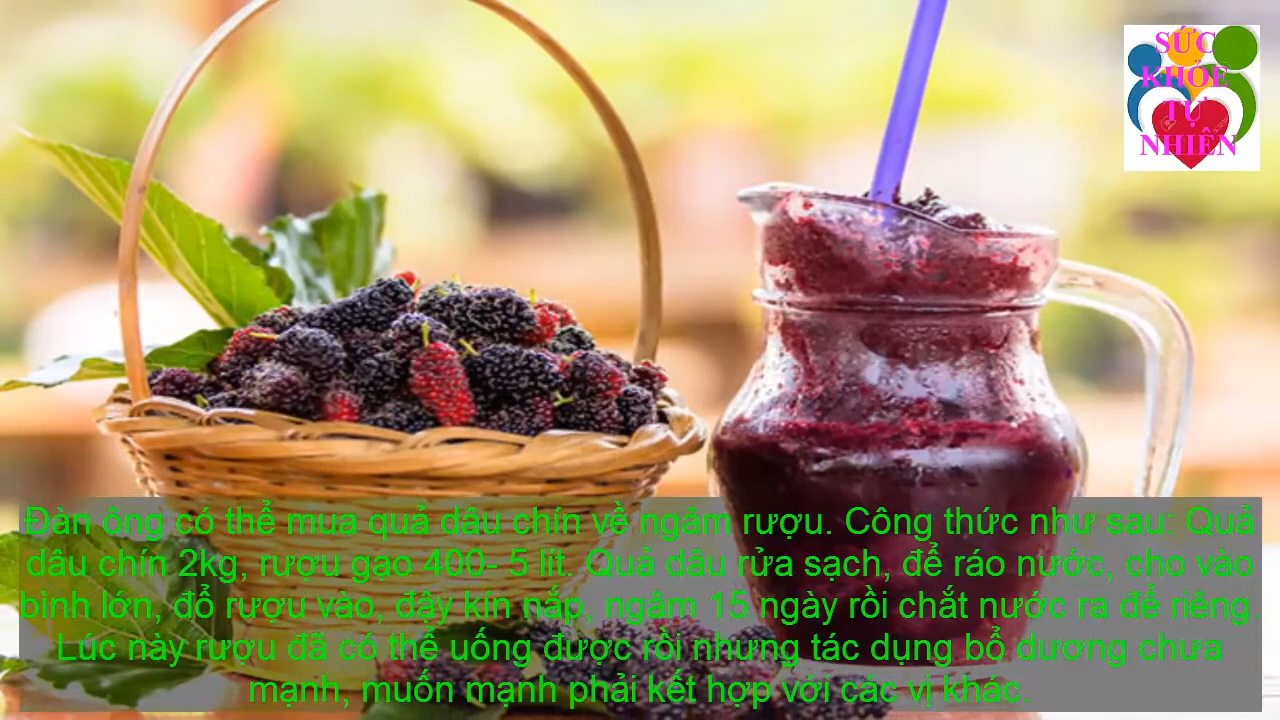 SỨC
KHỎE
TỰ
NHIÊN
Đàn ông có thể mua quả dâu chín về ngâm rượu. Công thức như sau: Quả
dâu chín 2kg, rượu gạo 400- 5 lít. Quả dâu rửa sạch, để ráo nước, cho vào
bình lớn, đổ rượu vào, đậy kín nắp, ngâm 15 ngày rồi chắt nước ra để riêng.
Lúc này rượu đã có thể uống được rồi nhưng tác dụng bổ dương chưa
mạnh, muốn mạnh phải kết hợp với các vị khác.